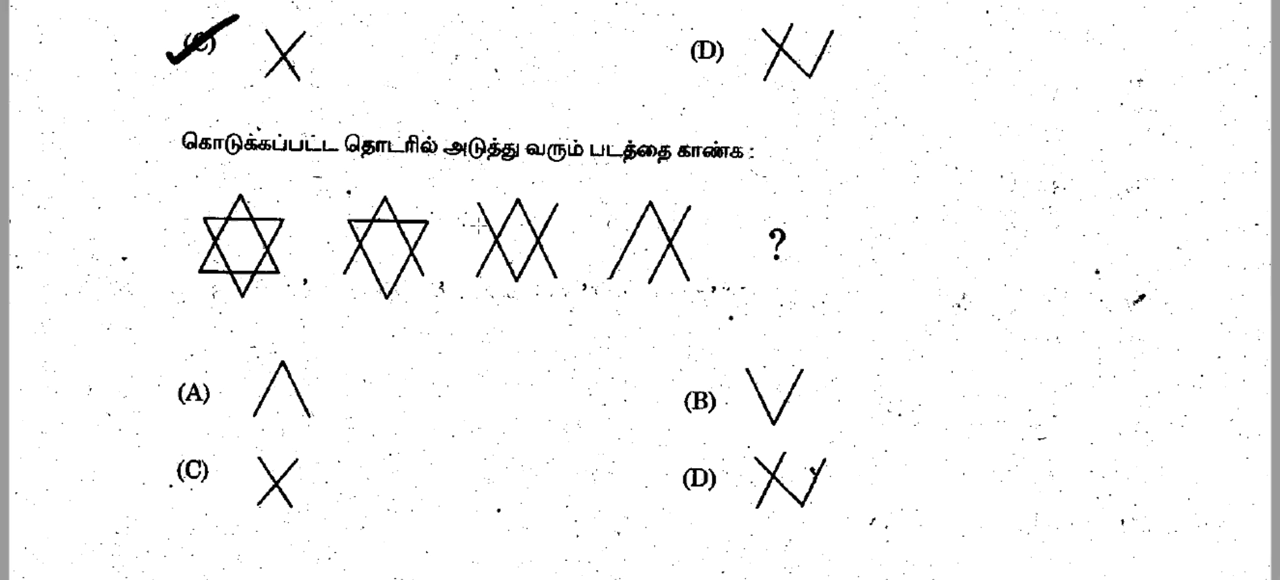 (C) (D)
கொடுக்கப்பட்ட தொடரில் அடுத்து வரும் படத்தை காண்க :
, , , , ?
(A) (B)
(C) (D)